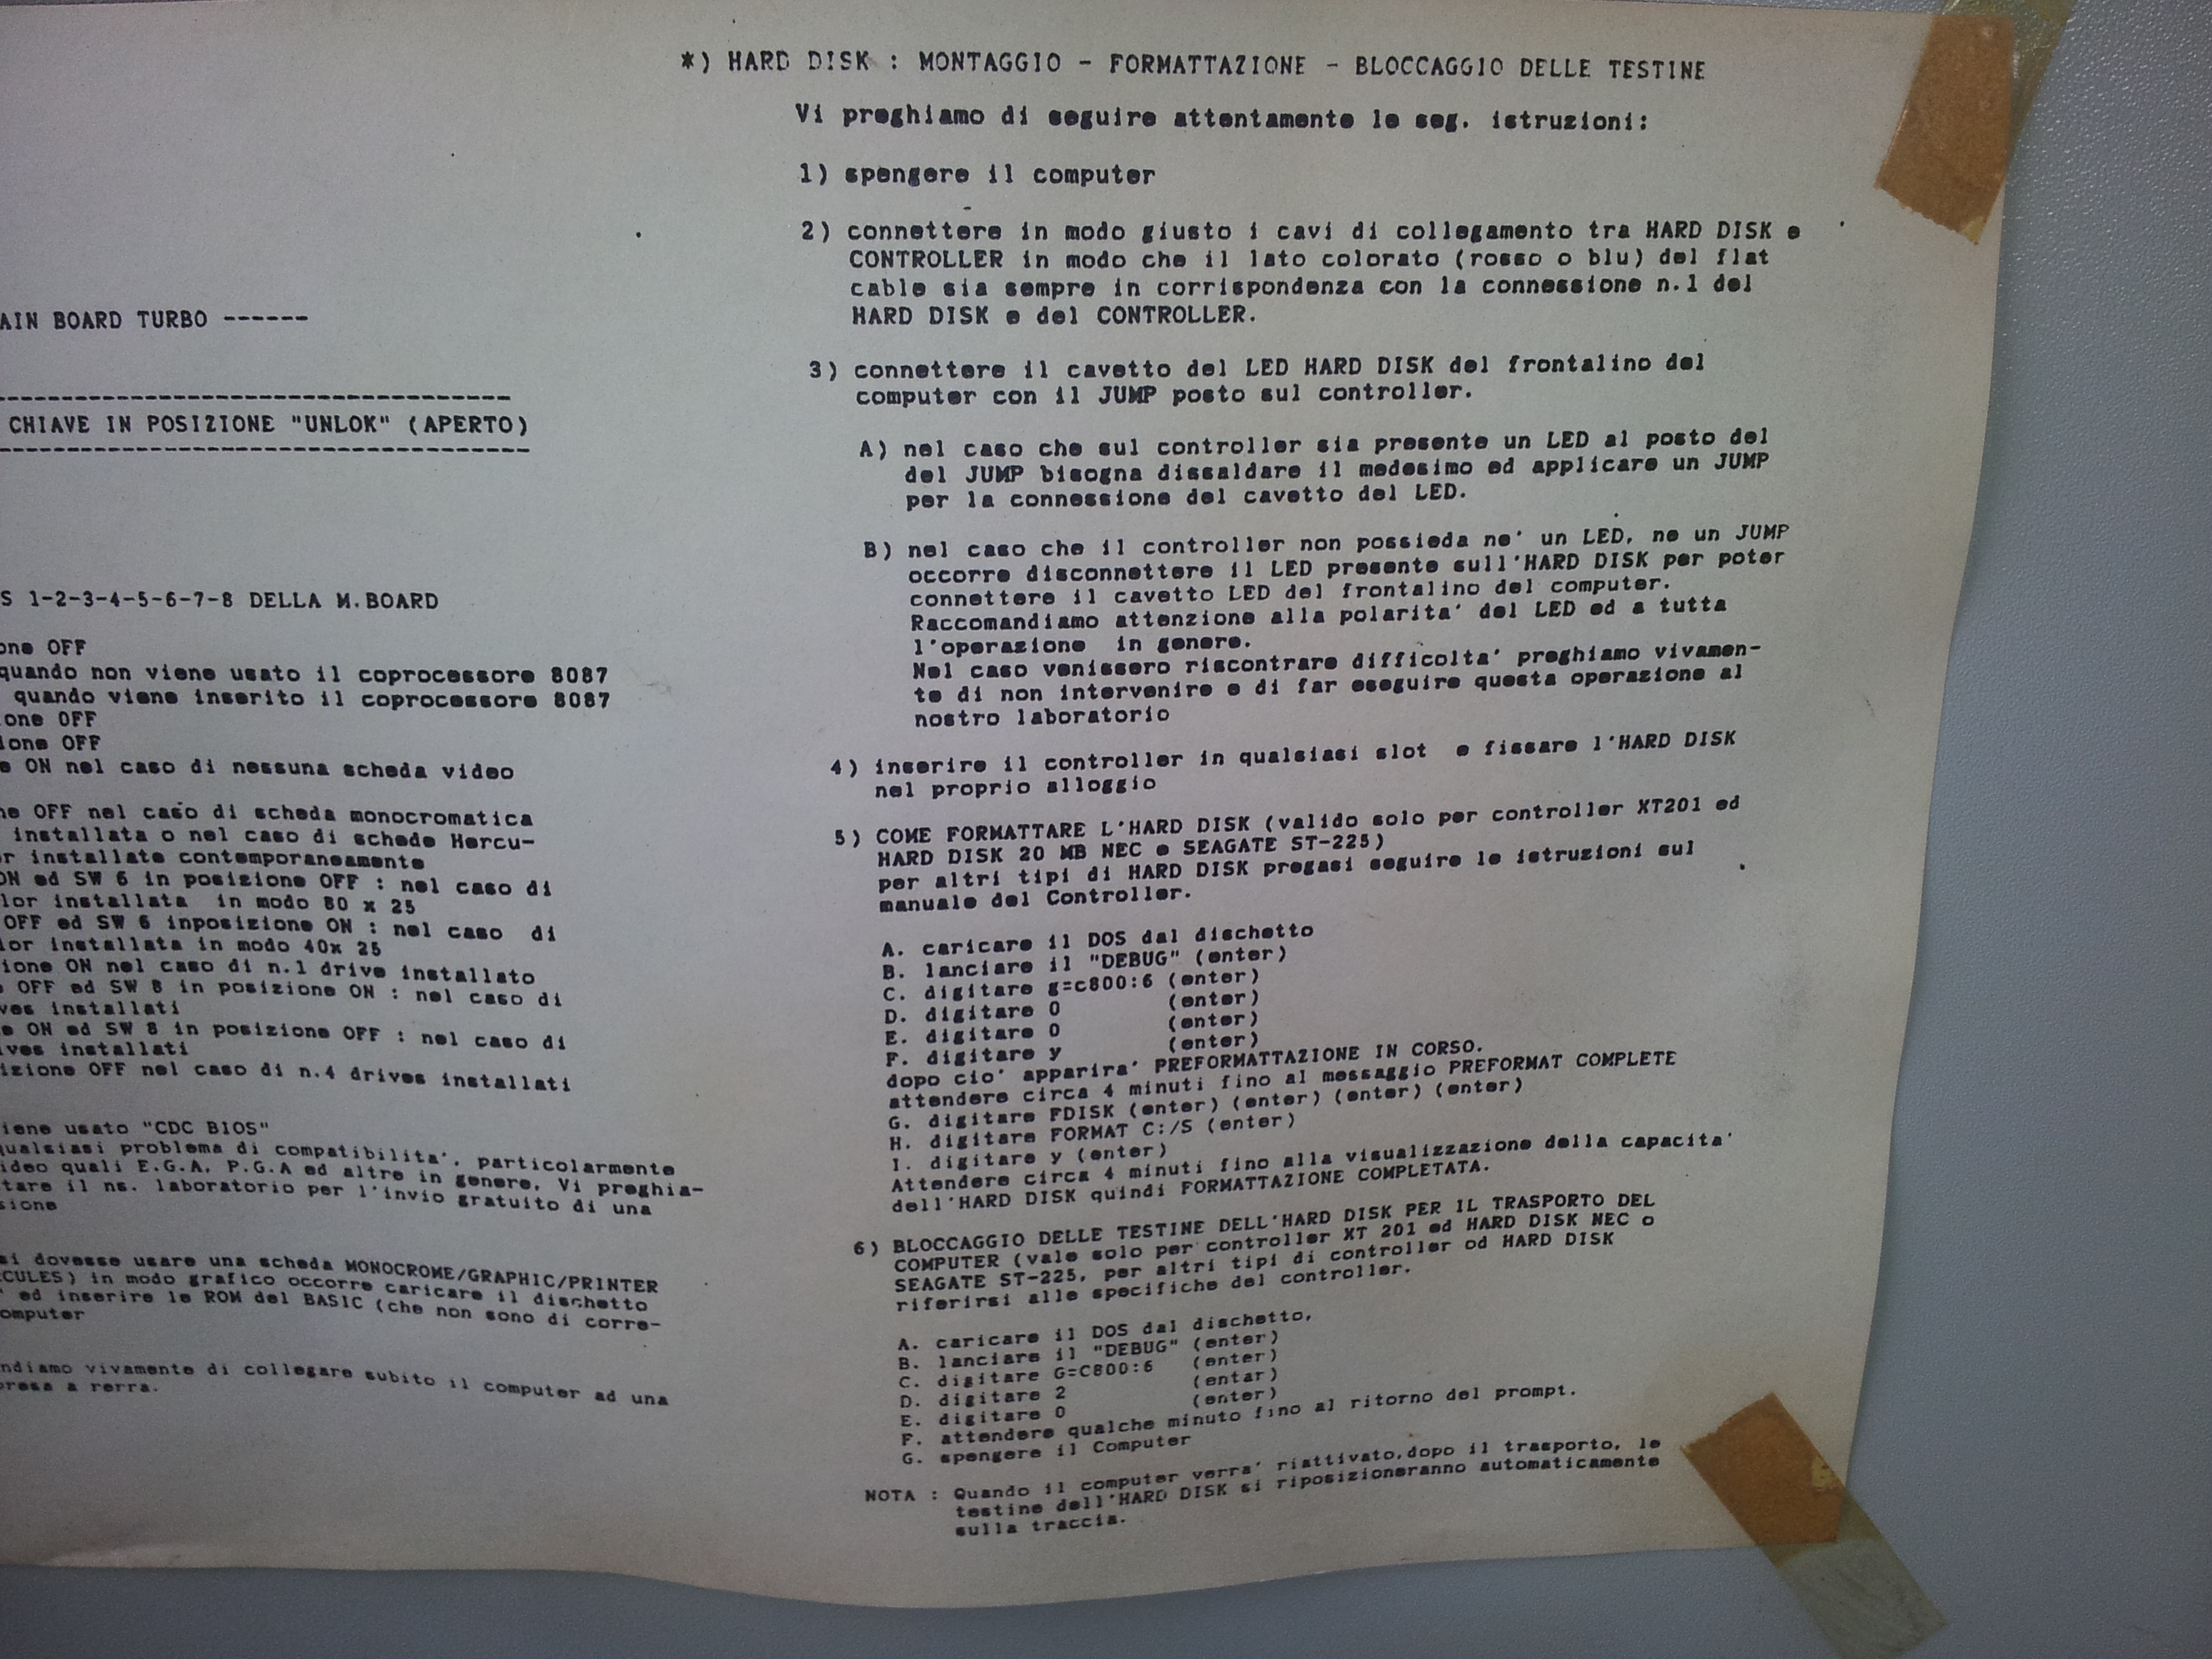 AIN BOARD TURBO ------
-----------------------------------
CHIAVE IN POSIZIONE "UNLOK" (APERTO)
------------------------------------
S 1-2-3-4-5-6-7-8 DELLA M.BOARD
one OFF
quando non viene usato il coprocessore 8087
quando viene inserito il coprocessore 8087
one OFF
ione OFF
e ON nel caso di nessuna scheda video
ne OFF nel caso di scheda monocromatica
installata o nel caso di schede Hercu-
or installate contemporaneamente
ON ed SW 6 in posizione OFF : nel caso di
lor installata  in modo 80 x 25
OFF ed SW 6 inposizione ON : nel caso  di
lor installata in modo 40x 25
ione ON nel caso di n.1 drive installato
e OFF ed SW 8 in posizione ON : nel caso di
ves installati
e ON ed SW 8 in posizione OFF : nel caso di
ives installati
izione OFF nel caso di n.4 drives installati
iene usato "CDC BIOS"
qualsiasi problema di compatibilita', particolarmente
ideo quali E.G.A, P.G.A ed altre in genere, Vi preghia-
tare il ns. laboratorio per l'invio gratuito di una
sione
si dovesse usare una scheda MONOCROME/GRAPHIC/PRINTER
CULES) in modo grafico occorre caricare il dischetto
' ed inserire le ROM del BASIC (che non sono di corre-
omputer
ndiamo vivamente di collegare subito il computer ad una
presa a rerra.
*) HARD DISK : MONTAGGIO - FORMATTAZIONE - BLOCCAGGIO DELLE TESTINE
Vi preghiamo di seguire attentamente le seg. istruzioni:
1) spengere il computer
2) connettere in modo giusto i cavi di collegamento tra HARD DISK e
CONTROLLER in modo che il lato colorato (rosso o blu) del flat
cable sia sempre in corrispondenza con la connessione n.1 del
HARD DISK e del CONTROLLER.
3) connettere il cavetto del LED HARD DISK del frontalino del
computer con il JUMP posto sul controller.
A) nel caso che sul controller sia presente un LED al posto del
del JUMP bisogna dissaldare il medesimo ed applicare un JUMP
per la connessione del cavetto del LED.
B) nel caso che il controller non possieda ne' un LED, ne un JUMP
occorre disconnettere il LED presente sull'HARD DISK per poter
connettere il cavetto LED del frontalino del computer.
Raccomandiamo attenzione alla polarita' del LED ed a tutta
l'operazione  in genere.
Nel caso venissero riscontrare difficolta' preghiamo vivamen-
te di non intervenire e di far eseguire questa operazione al
nostro laboratorio
4) inserire il controller in qualsiasi slot  e fissare l'HARD DISK
nel proprio alloggio
5) COME FORMATTARE L'HARD DISK (valido solo per controller XT201 ed
HARD DISK 20 MB NEC e SEAGATE ST-225)
per altri tipi di HARD DISK pregasi seguire le istruzioni sul
manuale del Controller.
A. caricare il DOS dal dischetto
B. lanciare il "DEBUG" (enter)
C. digitare g=c800:6 (enter)
D. digitare 0 (enter)
E. digitare 0 (enter)
F. digitare y (enter)
dopo cio' apparira' PREFORMATTAZIONE IN CORSO.
attendere circa 4 minuti fino al messaggio PREFORMAT COMPLETE
G. digitare FDISK (enter) (enter) (enter) (enter)
H. digitare FORMAT C:/S (enter)
I. digitare y (enter)
Attendere circa 4 minuti fino alla visualizzazione della capacita'
dell'HARD DISK quindi FORMATTAZIONE COMPLETATA.
6) BLOCCAGGIO DELLE TESTINE DELL'HARD DISK PER IL TRASPORTO DEL
COMPUTER (vale solo per controller XT 201 ed HARD DISK NEC o
SEAGATE ST-225, per altri tipi di controller od HARD DISK
riferirsi alle specifiche del controller.
A. caricare il DOS dal dischetto,
B. lanciare il "DEBUG" (enter)
C. digitare G=C800:6 (enter)
D. digitare 2 (entar)
E. digitare 0 (enter)
F. attendere qualche minuto fino al ritorno del prompt.
G. spengere il Computer
NOTA : Quando il computer verra' riattivato,dopo il trasporto, le
testine dell'HARD DISK si riposizioneranno automaticamente
sulla traccia.